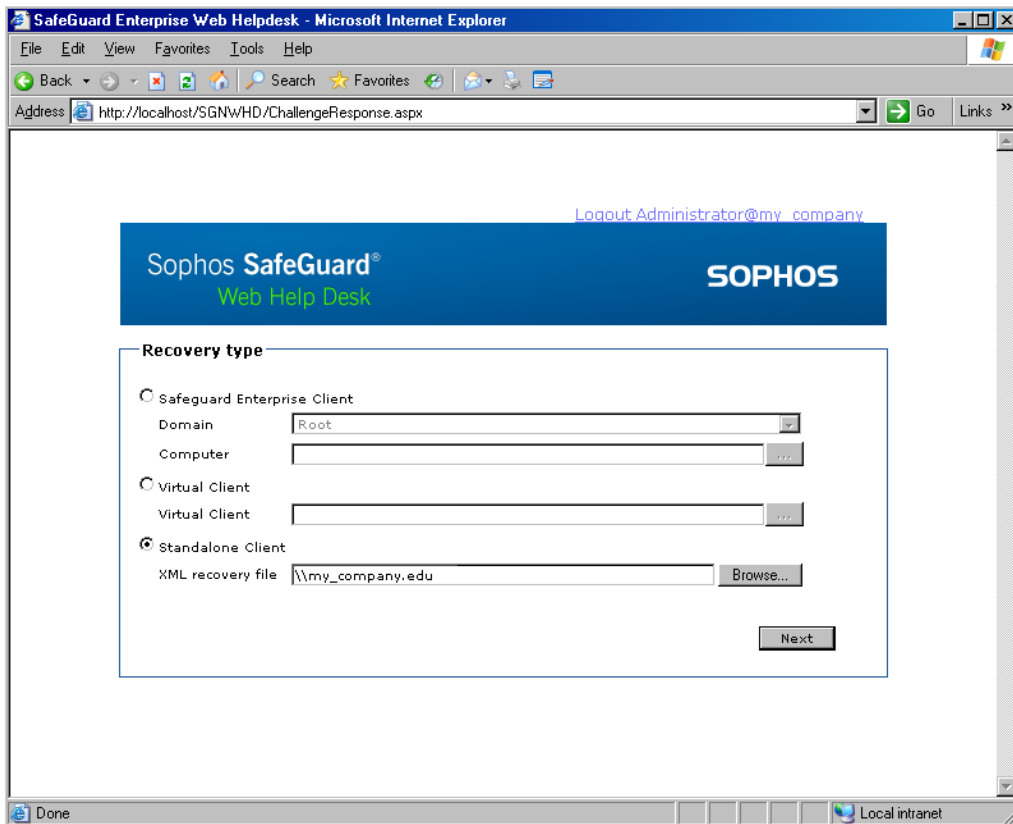 SafeGuard Enterprise Web Helpdesk - Microsoft Internet Explorer
File Edit View Favorites Tools Help
Back Search Favorites
Address http://localhost/SGNWHD/ChallengeResponse.aspx Go Links »
Logout Administrator@my_company
Sophos SafeGuard® SOPHOS
Web Help Desk
Recovery type
Safeguard Enterprise Client
Domain Root
Computer ...
Virtual Client
Virtual Client ...
Standalone Client
XML recovery file \\my_company.edu Browse...
Next
Done Local intranet